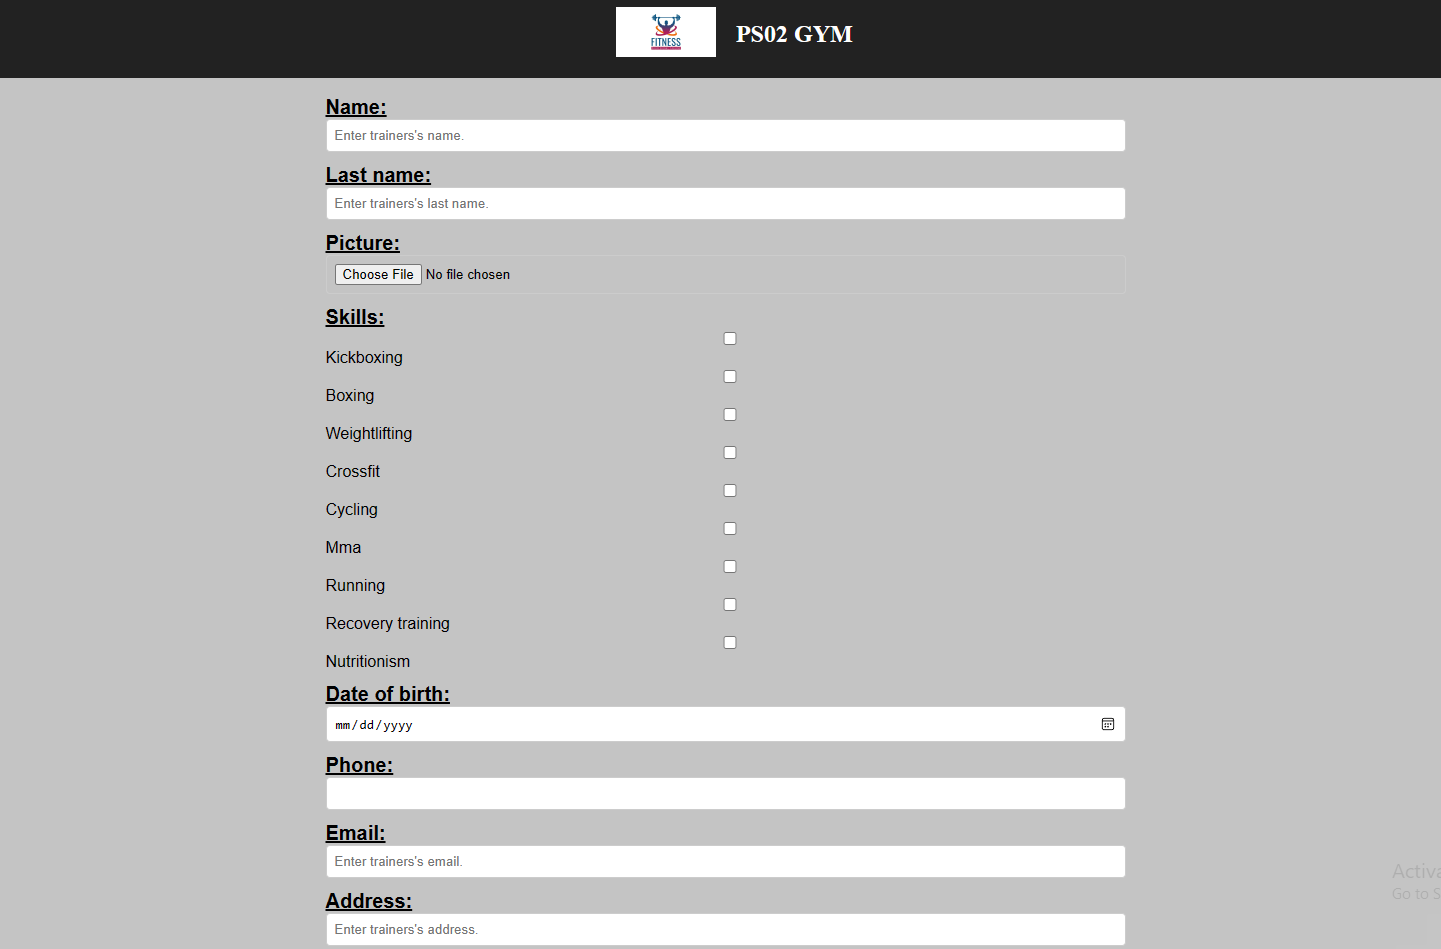 FITNESS
PS02 GYM
Name:
Enter trainers's name.
Last name:
Enter trainers's last name.
Picture:
Choose File No file chosen
Skills:
Kickboxing
Boxing
Weightlifting
Crossfit
Cycling
Mma
Running
Recovery training
Nutritionism
Date of birth:
mm/dd/yyyy
Phone:
Email:
Enter trainers's email.
Address:
Enter trainers's address.
Activa
Go to S